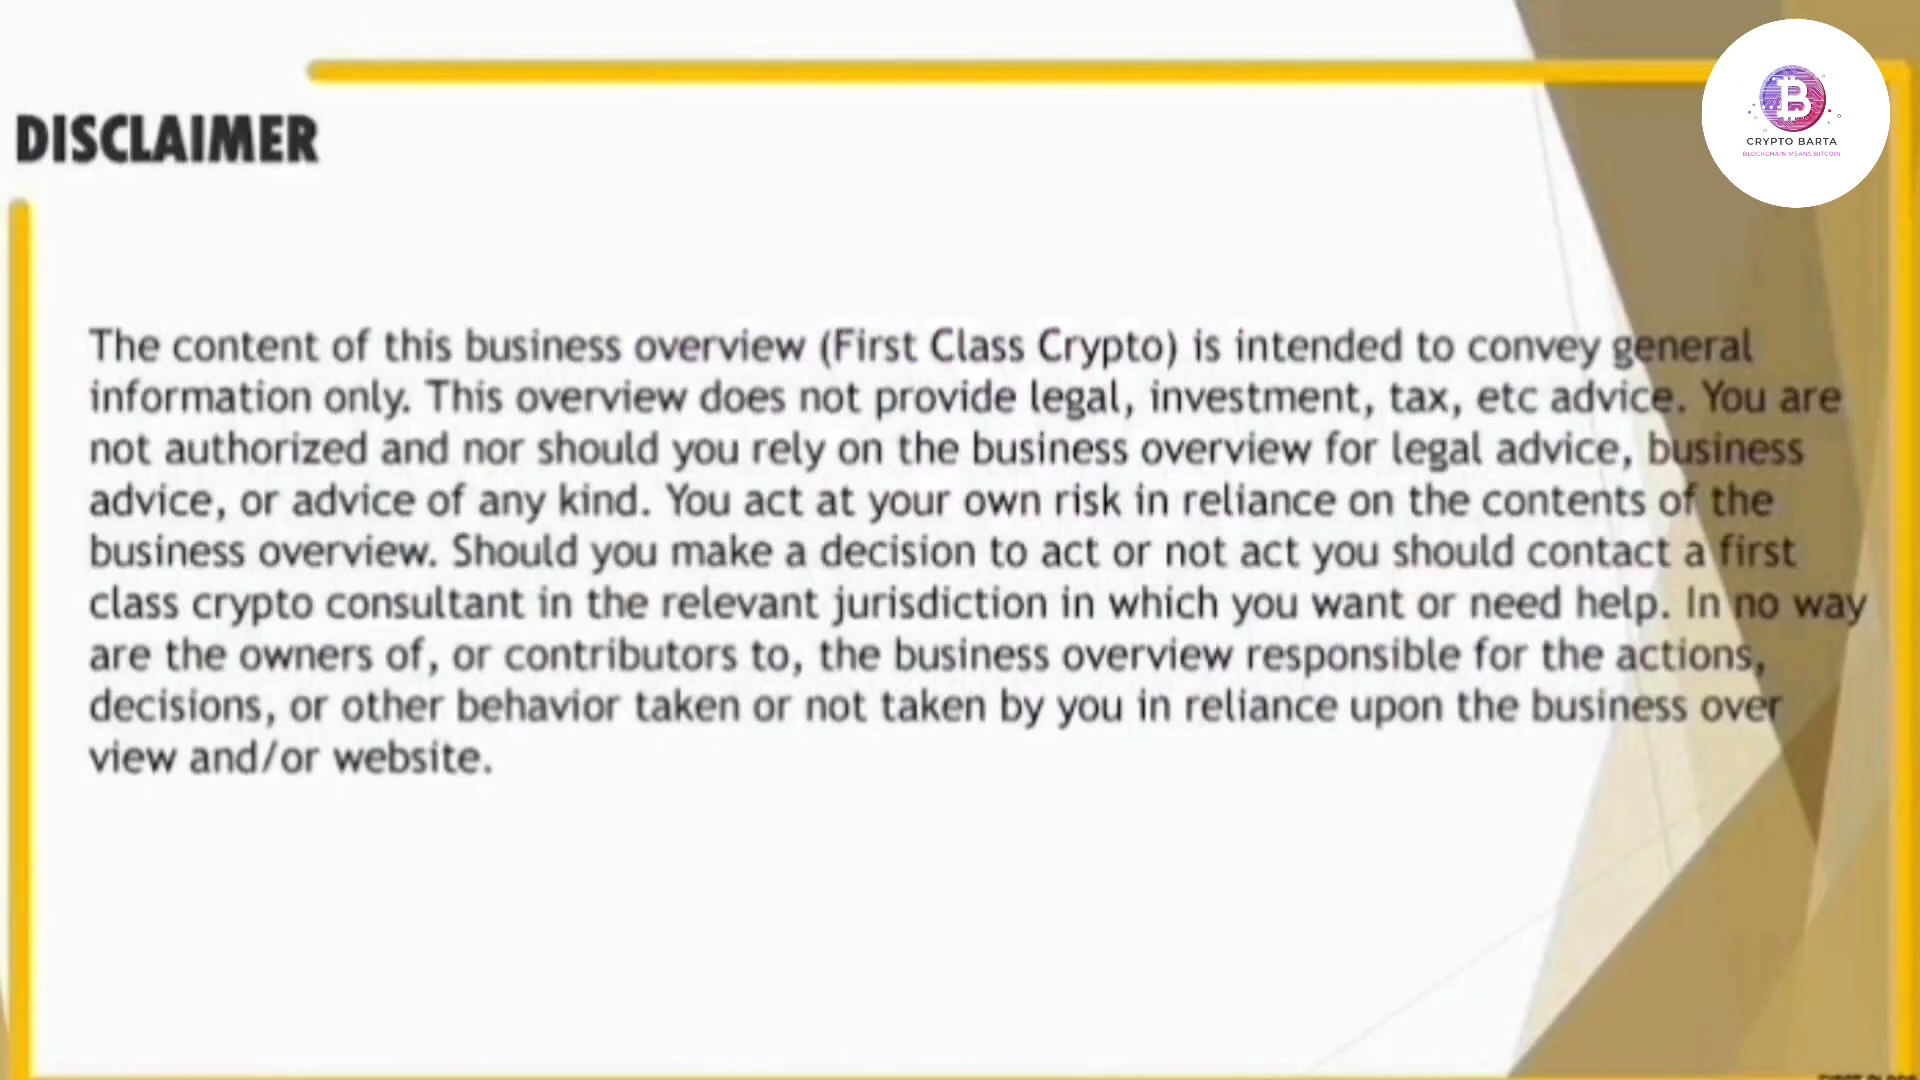 CRYPTO BARTA
BLOCKCHAIN MEANS BITCOIN
DISCLAIMER
The content of this business overview (First Class Crypto) is intended to convey general
information only. This overview does not provide legal, investment, tax, etc advice. You are
not authorized and nor should you rely on the business overview for legal advice, business
advice, or advice of any kind. You act at your own risk in reliance on the contents of the
business overview. Should you make a decision to act or not act you should contact a first
class crypto consultant in the relevant jurisdiction in which you want or need help. In no way
are the owners of, or contributors to, the business overview responsible for the actions,
decisions, or other behavior taken or not taken by you in reliance upon the business over
view and/or website.